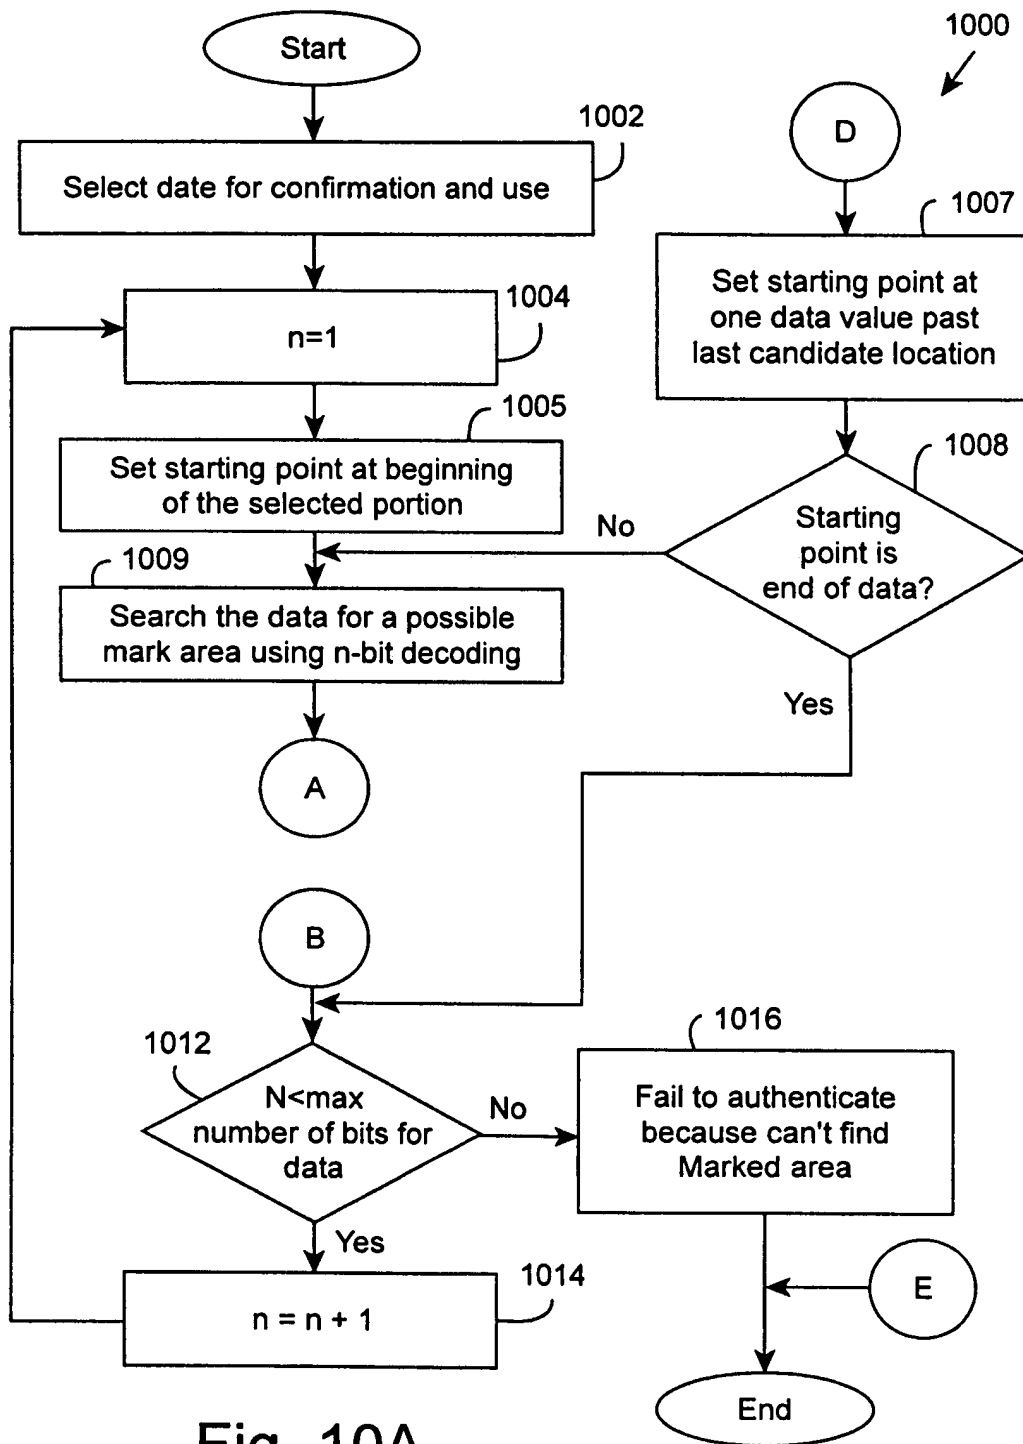 Start
1000
D
1002
Select date for confirmation and use
1007
Set starting point at
one data value past
last candidate location
1004
n=1
1005
Set starting point at beginning
of the selected portion
1008
Starting
point is
end of data?
No
Yes
1009
Search the data for a possible
mark area using n-bit decoding
A
B
1012
N<max
number of bits for
data
No
Yes
1016
Fail to authenticate
because can't find
Marked area
1014
n = n + 1
E
End
Fig. 10A